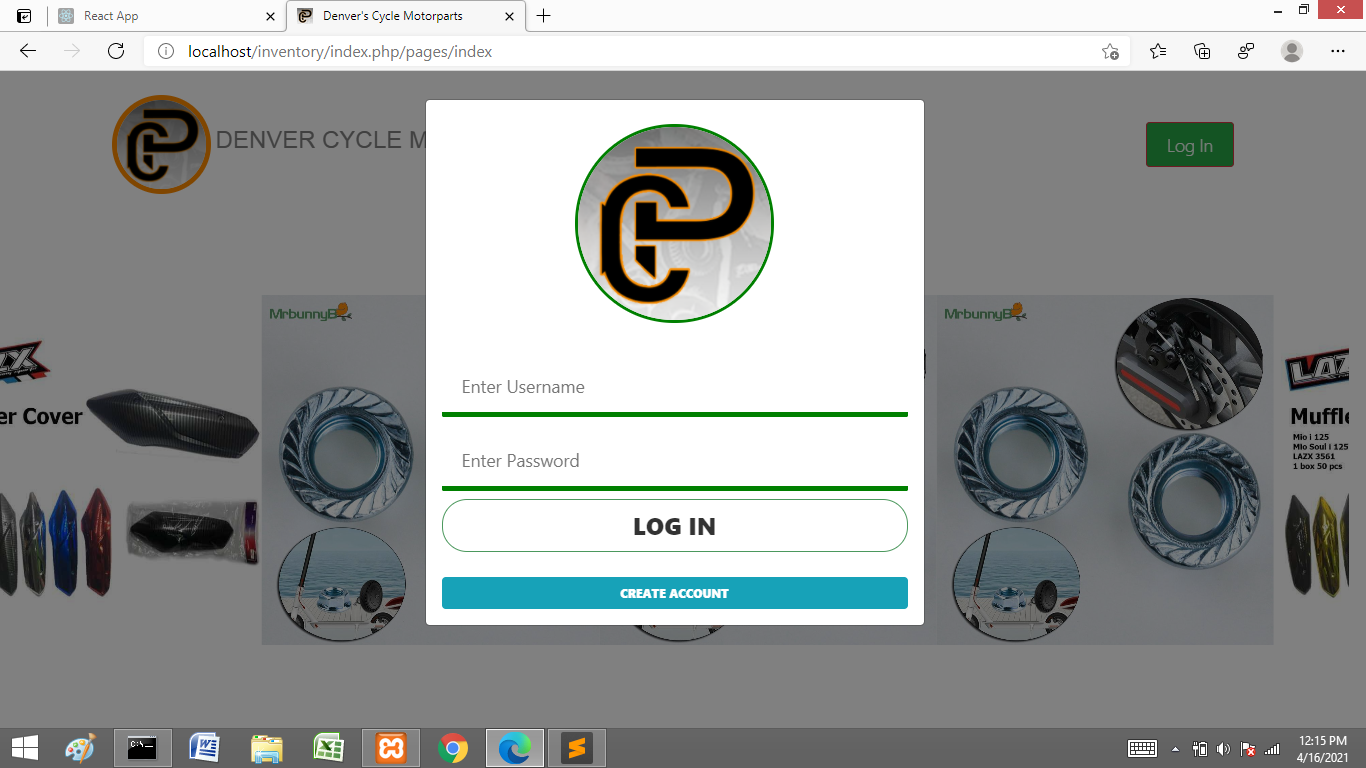 React App
Denver's Cycle Motorparts
localhost/inventory/index.php/pages/index
DENVER CYCLE M
Log In
Enter Username
Enter Password
LOG IN
CREATE ACCOUNT
MrbunnyB
MrbunnyB
ZX
er Cover
LAZ
Muffle
Mio i 125
Mio Soul i 125
LAZX 3561
1 box 50 pcs
C:\_
12:15 PM
4/16/2021